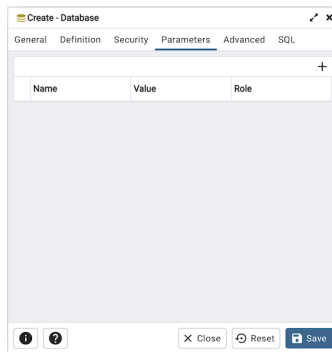 Create - Database
General Definition Security Parameters Advanced SQL
Name Value Role
Close Reset Save